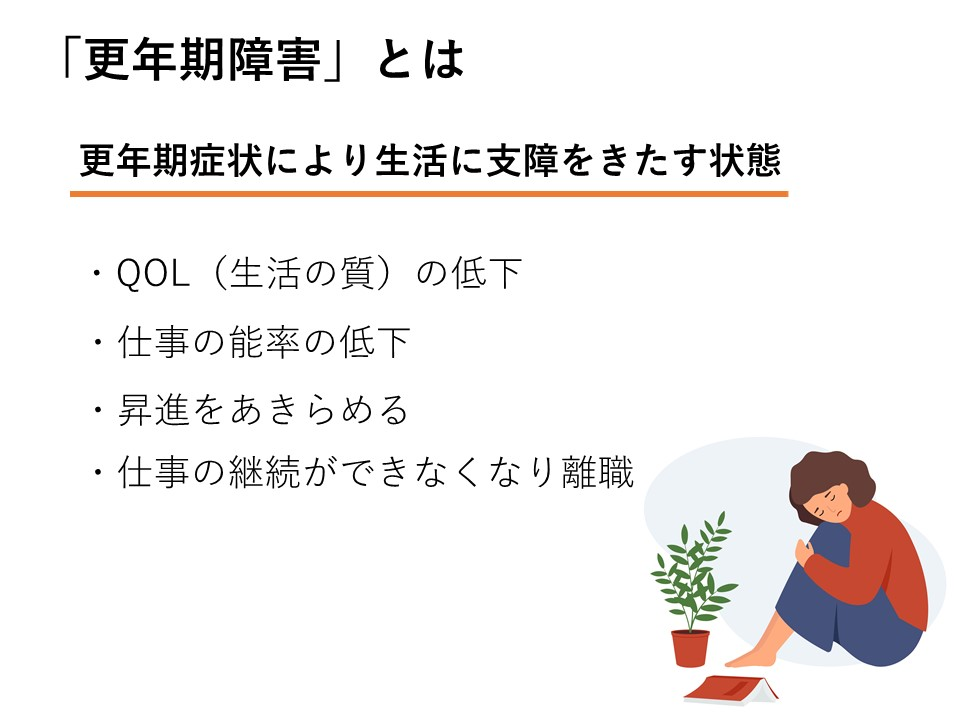 「更年期障害」とは
更年期症状により生活に支障をきたす状態
・QOL（生活の質）の低下
・仕事の能率の低下
・昇進をあきらめる
・仕事の継続ができなくなり離職